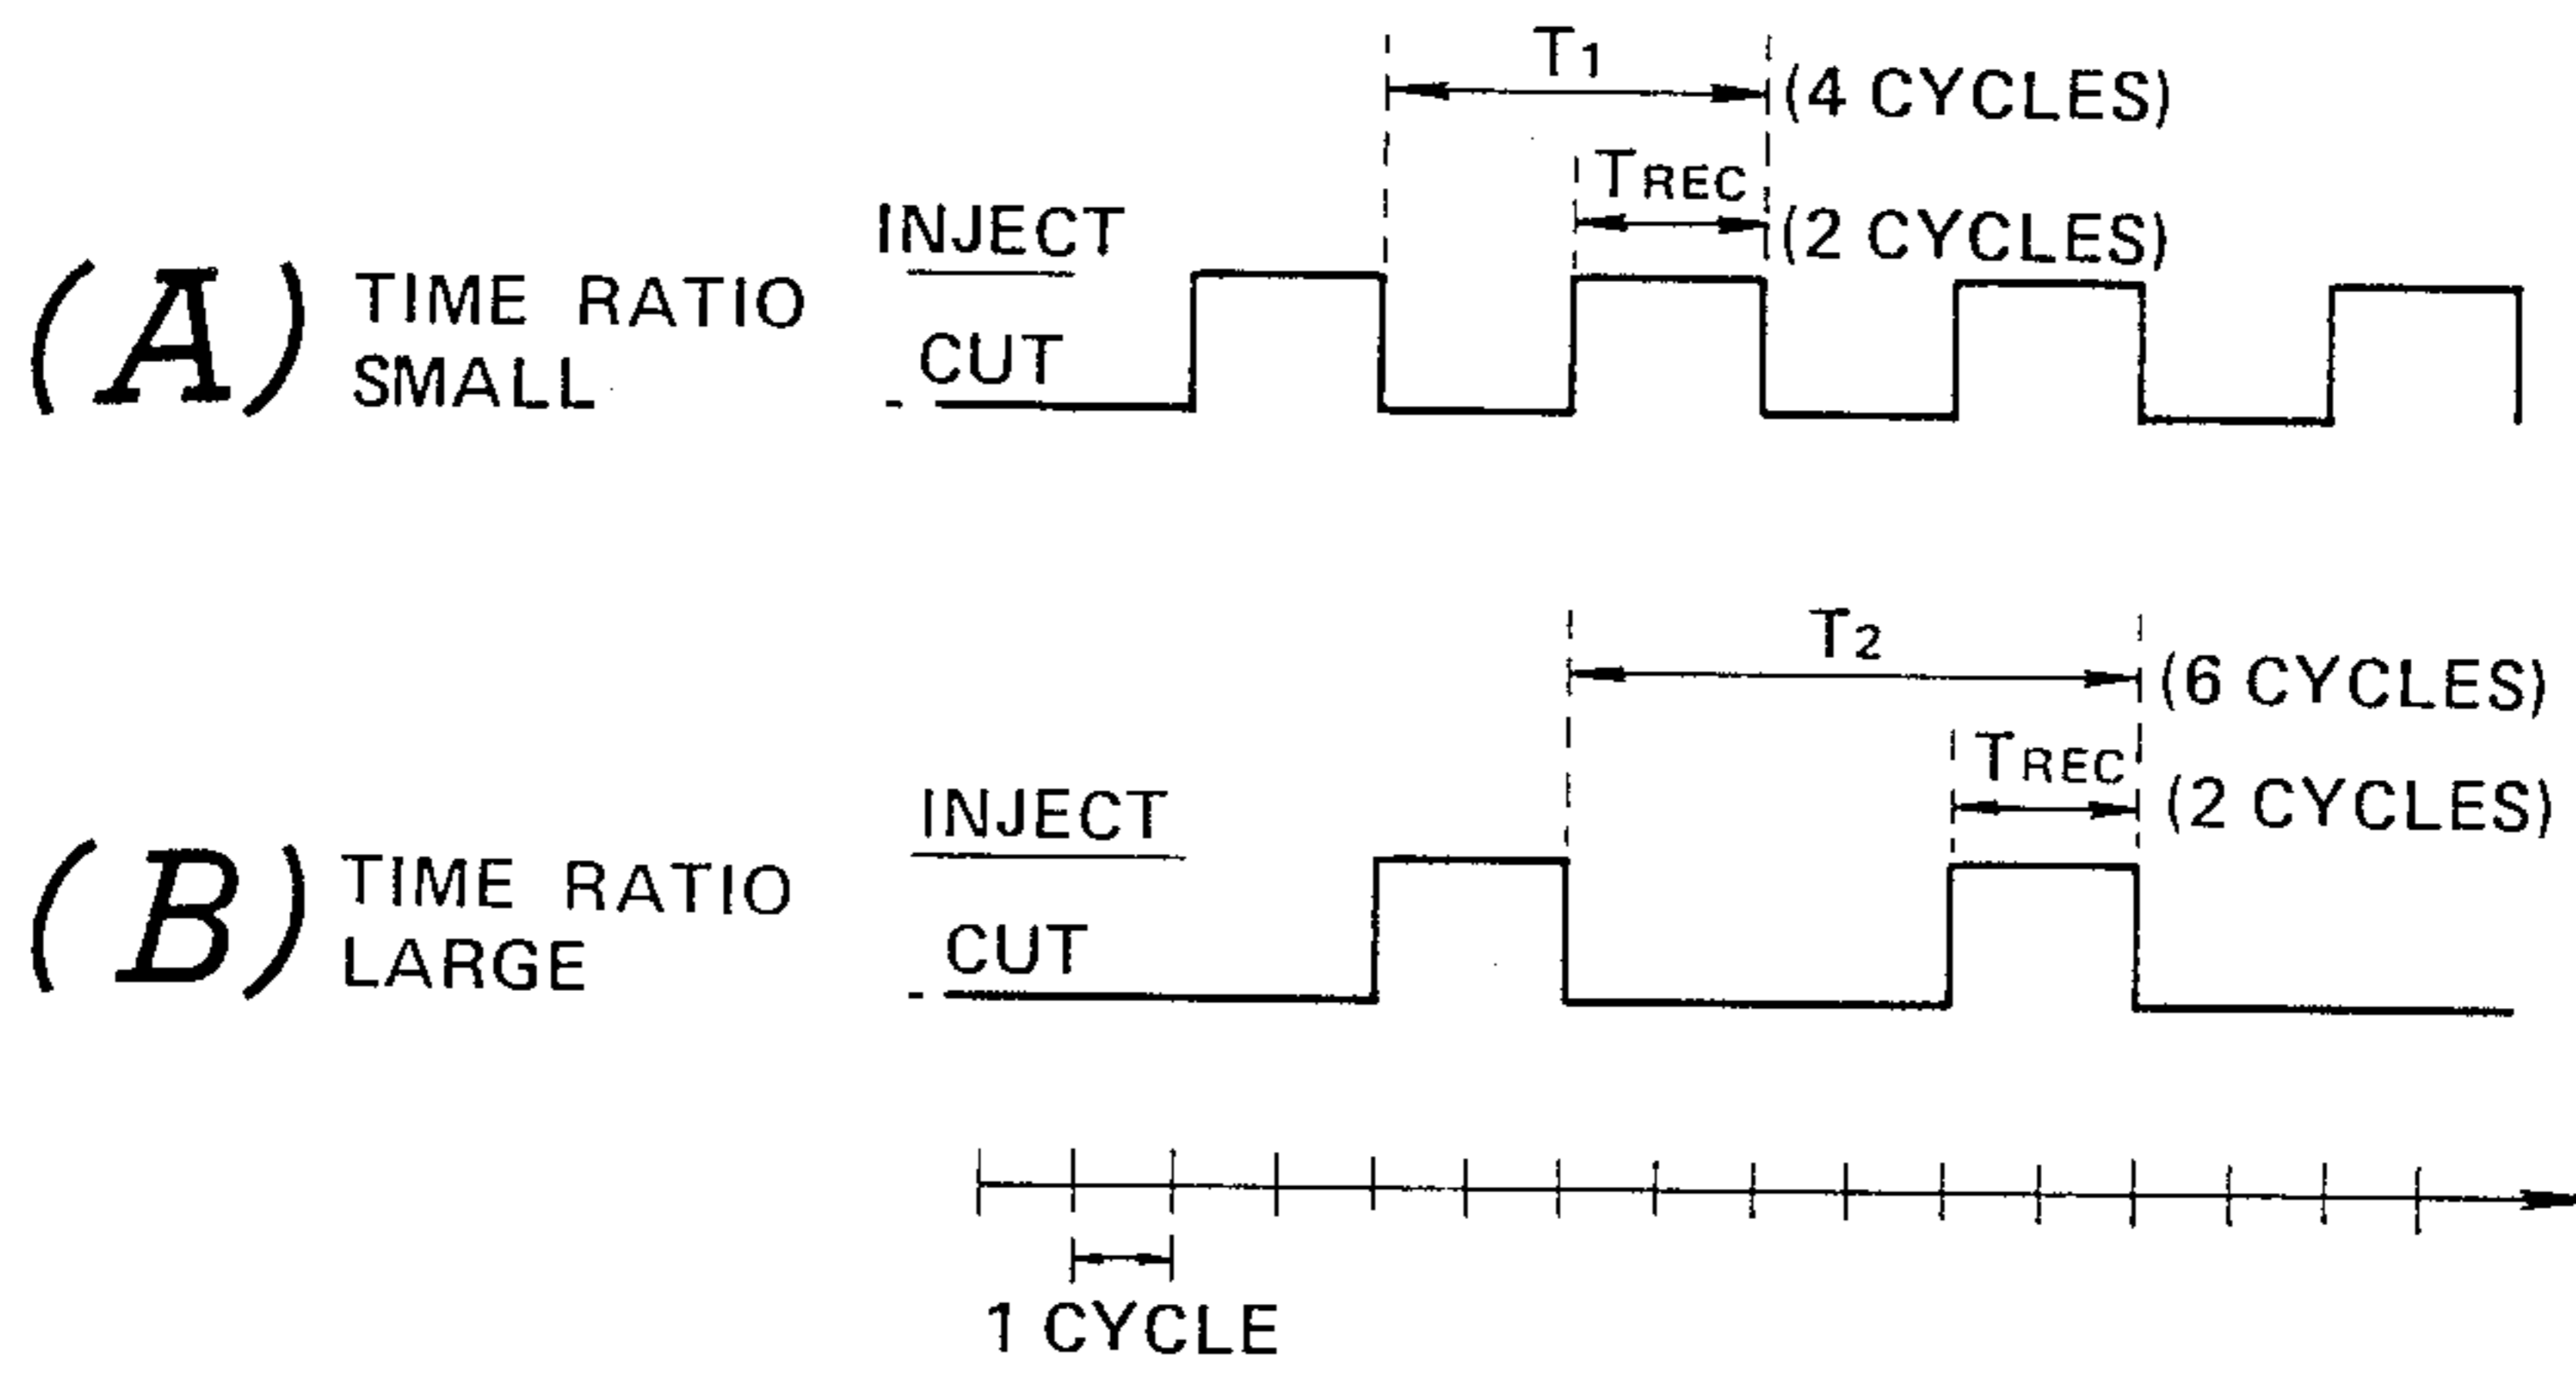 T1
(4 CYCLES)
TREC
(2 CYCLES)
INJECT
(A) TIME RATIO
SMALL
CUT
T2
(6 CYCLES)
TREC
(2 CYCLES)
INJECT
(B) TIME RATIO
LARGE
CUT
1 CYCLE